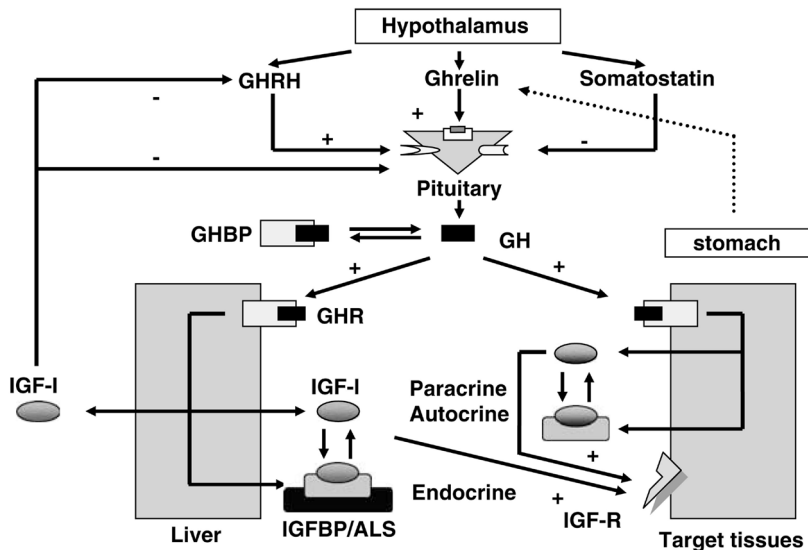 Hypothalamus
GHRH
Ghrelin
Somatostatin
-
+
+
-
-
Pituitary
GHBP
GH
stomach
+
+
GHR
IGF-I
IGF-I
Paracrine
Autocrine
+
Endocrine
+
IGF-R
IGFBP/ALS
Liver
Target tissues